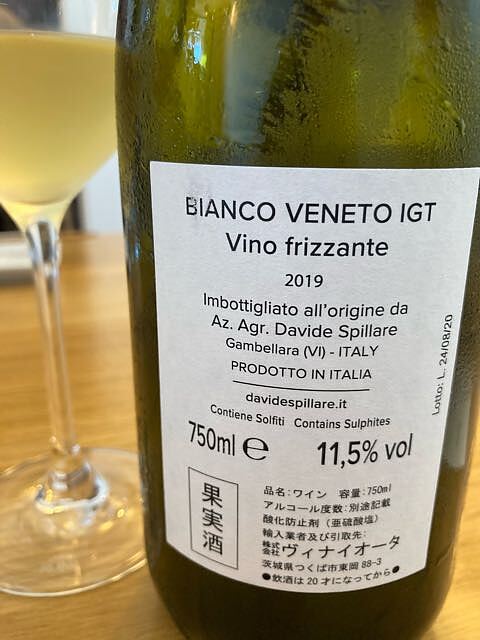 BIANCO VENETO IGT
Vino frizzante
2019
Imbottigliato all'origine da
Az. Agr. Davide Spillare
Gambellara (VI) - ITALY
PRODOTTO IN ITALIA
davidespillare.it
Contiene Solfiti Contains Sulphites
750ml e 11,5% vol
Lotto: L. 24/08/20
果実酒
品名:ワイン 容量:750ml
アルコール度数:別途記載
酸化防止剤(亜硫酸塩)
輸入業者及び引取先:
株式会社ヴィナイオータ
茨城県つくば市東岡 88-3
●飲酒は20才になってから●